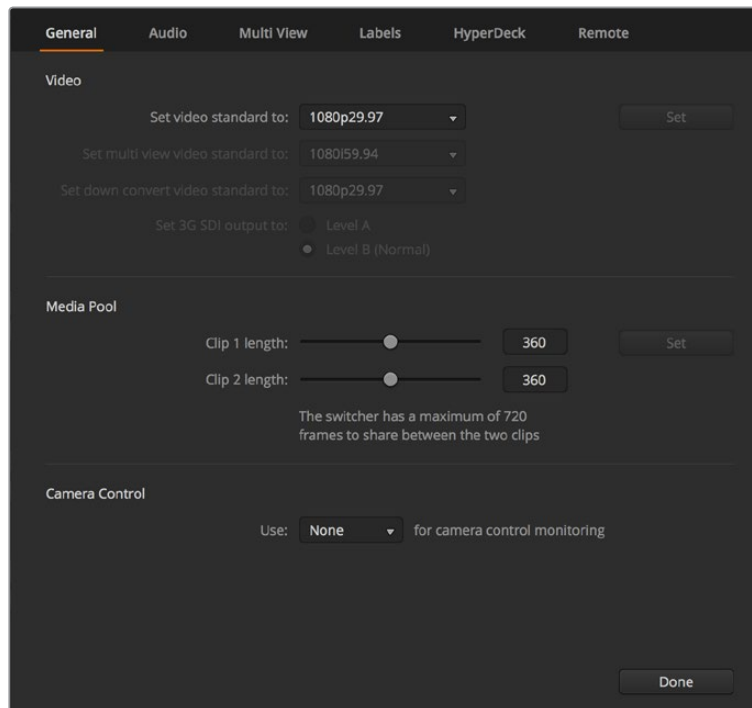 General Audio Multi View Labels HyperDeck Remote
Video
Set video standard to: 1080p29.97 Set
Set multi view video standard to: 1080i59.94
Set down convert video standard to: 1080p29.97
Set 3G SDI output to: Level A
Level B (Normal)
Media Pool
Clip 1 length: 360 Set
Clip 2 length: 360
The switcher has a maximum of 720
frames to share between the two clips
Camera Control
Use: None for camera control monitoring
Done